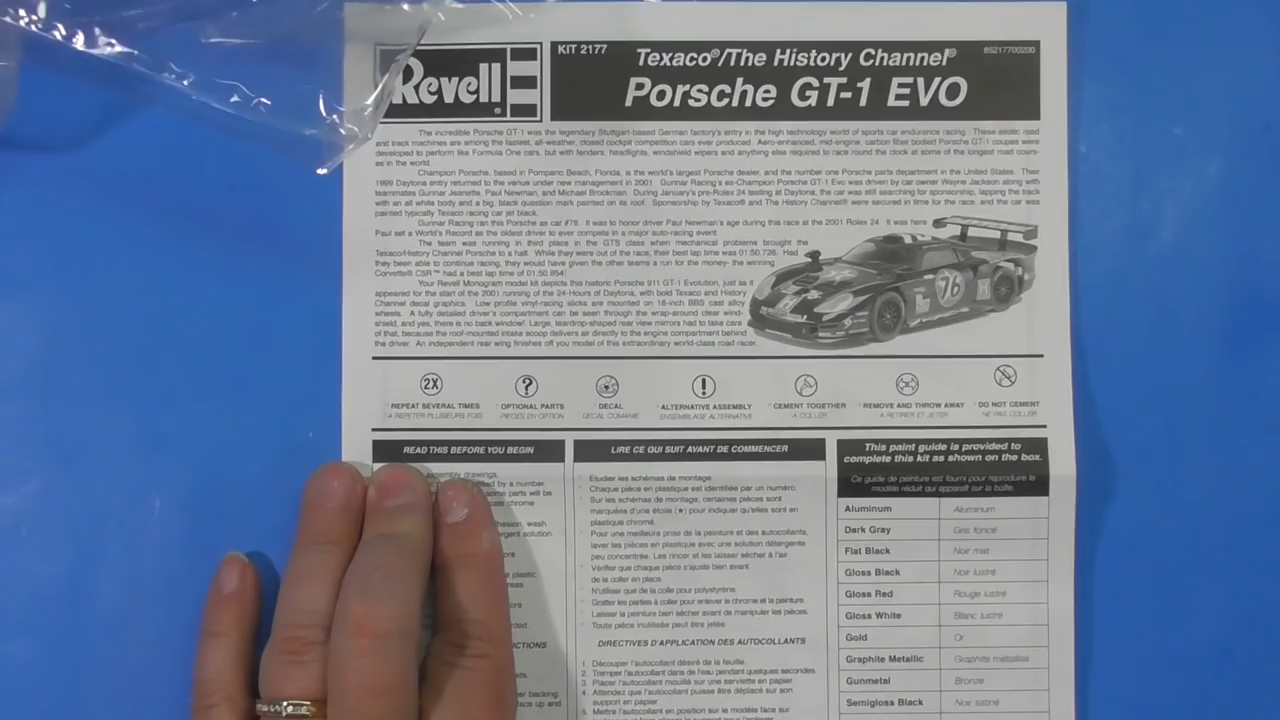 Revell
KIT 2177
Texaco®/The History Channel®
85217700200
Porsche GT-1 EVO
The incredible Porsche GT-1 was the legendary Stuttgart-based German factory's entry in the high technology world of sports car endurance racing. These exotic road
and track machines are among the fastest, all-weather, closed cockpit competition cars ever produced. Aero-enhanced, mid-engine, carbon fiber bodied Porsche GT-1 coupes were
developed to perform like Formula One cars, but with fenders, headlights, windshield wipers and anything else required to race round the clock at some of the longest road cours-
es in the world.
Champion Porsche, based in Pompano Beach, Florida, is the world's largest Porsche dealer, and the number one Porsche parts department in the United States. Their
1999 Daytona entry returned to the venue under new management in 2001. Gunnar Racing's ex-Champion Porsche GT-1 Evo was driven by car owner Wayne Jackson along with
teammates Gunnar Jeanette, Paul Newman, and Michael Brockman. During January's pre-Rolex 24 testing at Daytona, the car was still searching for sponsorship, lapping the track
with an all white body and a big, black question mark painted on its roof. Sponsorship by Texaco® and The History Channel® were secured in time for the race, and the car was
painted typically Texaco racing car jet black.
Gunnar Racing ran this Porsche as car #76. It was to honor driver Paul Newman's age during this race at the 2001 Rolex 24. It was here
Paul set a World's Record as the oldest driver to ever compete in a major auto-racing event.
The team was running in third place in the GTS class when mechanical problems brought the
Texaco/History Channel Porsche to a halt. While they were out of the race, their best lap time was 01:50.726. Had
they been able to continue racing, they would have given the other teams a run for the money- the winning
Corvette® C5R™ had a best lap time of 01:50.954!
Your Revell Monogram model kit depicts this historic Porsche 911 GT-1 Evolution, just as it
appeared for the start of the 2001 running of the 24-Hours of Daytona, with bold Texaco and History
Channel decal graphics. Low profile vinyl-racing slicks are mounted on 18-inch BBS cast alloy
wheels. A fully detailed driver's compartment can be seen through the wrap-around clear wind-
shield, and yes, there is no back window! Large, teardrop-shaped rear view mirrors had to take care
of that, because the roof-mounted intake scoop delivers air directly to the engine compartment behind
the driver. An independent rear wing finishes off you model of this extraordinary world-class road racer.
76
2X
?
!
* REPEAT SEVERAL TIMES
* A REPETER PLUSIEURS FOIS
* OPTIONAL PARTS
PIECES EN OPTION
* DECAL
DECALCOMANIE
* ALTERNATIVE ASSEMBLY
ENSEMBLAGE ALTERNATIVE
* CEMENT TOGETHER
A COLLER
* REMOVE AND THROW AWAY
A RETIRER ET JETER
* DO NOT CEMENT
NE PAS COLLER
READ THIS BEFORE YOU BEGIN
assembly drawings.
by a number.
some parts will be
chrome
wash
solution.
plastic
LIRE CE QUI SUIT AVANT DE COMMENCER
* Etudier les schémas de montage
* Chaque pièce en plastique est identifiée par un numéro.
* Sur les schémas de montage, certaines pièces sont
marquées d'une étoile (★) pour indiquer qu'elles sont en
plastique chromé.
* Pour une meilleure prise de la peinture et des autocollants,
laver les pièces en plastique avec une solution détergente
peu concentrée. Les rincer et les laisser sécher à l'air
* Vérifier que chaque pièce s'ajuste bien avant
de la coller en place
* N'utiliser que de la colle pour polystyrène.
* Gratter les parties à coller pour enlever le chrome et la peinture.
* Laisser la peinture bien sécher avant de manipuler les pièces.
* Toute pièce inutilisée peut être jetée
DIRECTIVES D'APPLICATION DES AUTOCOLLANTS
1. Découper l'autocollant désiré de la feuille.
2. Tremper l'autocollant dans de l'eau pendant quelques secondes.
3. Placer l'autocollant mouillé sur une serviette en papier.
4. Attendez que l'autocollant puisse être déplacé sur son
support en papier
5. Mettre l'autocollant en position sur le modèle face sur
backing.
face up and
This paint guide is provided to
complete this kit as shown on the box.
Ce guide de peinture est fourni pour reproduire le
modèle réduit qui apparaît sur la boîte.
Aluminum Aluminum
Dark Gray Gris foncé
Flat Black Noir mat
Gloss Black Noir lustré
Gloss Red Rouge lustré
Gloss White Blanc lustré
Gold Or
Graphite Metallic Graphite métallisé
Gunmetal Bronze
Semigloss Black Noir satiné